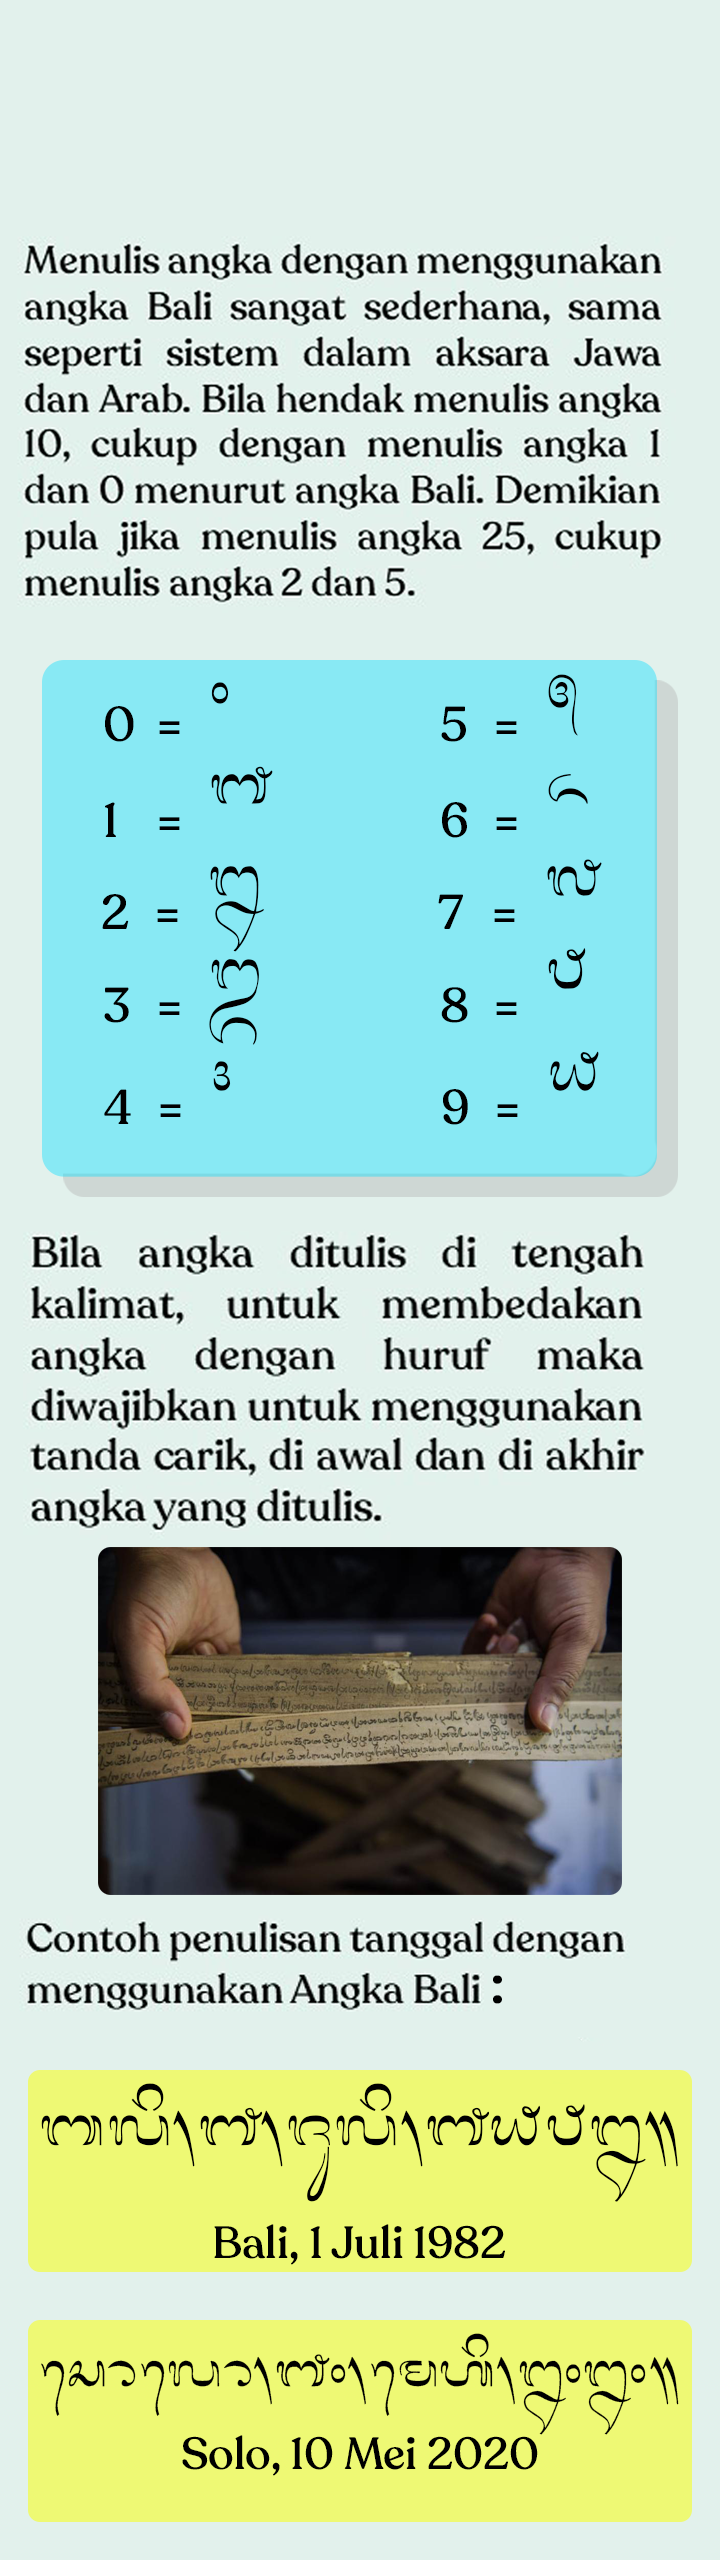 Menulis angka dengan menggunakan
angka Bali sangat sederhana, sama
seperti sistem dalam aksara Jawa
dan Arab. Bila hendak menulis angka
10, cukup dengan menulis angka 1
dan 0 menurut angka Bali. Demikian
pula jika menulis angka 25, cukup
menulis angka 2 dan 5.
0 = ᭐
5 = ᭕
1 = ᭑
6 = ᭖
2 = ᭒
7 = ᭗
3 = ᭓
8 = ᭘
4 = ᭔
9 = ᭙
Bila angka ditulis di tengah
kalimat, untuk membedakan
angka dengan huruf maka
diwajibkan untuk menggunakan
tanda carik, di awal dan di akhir
angka yang ditulis.
Contoh penulisan tanggal dengan
menggunakan Angka Bali :
ᬩᬮᬶ᭞᭑᭞ᬚᬸᬮᬶ᭞᭑᭙᭘᭒᭟
Bali, 1 Juli 1982
ᬲᭀᬮᭀ᭞᭑᭐᭞ᬫᬾᬳᬶ᭞᭒᭐᭒᭐᭟
Solo, 10 Mei 2020